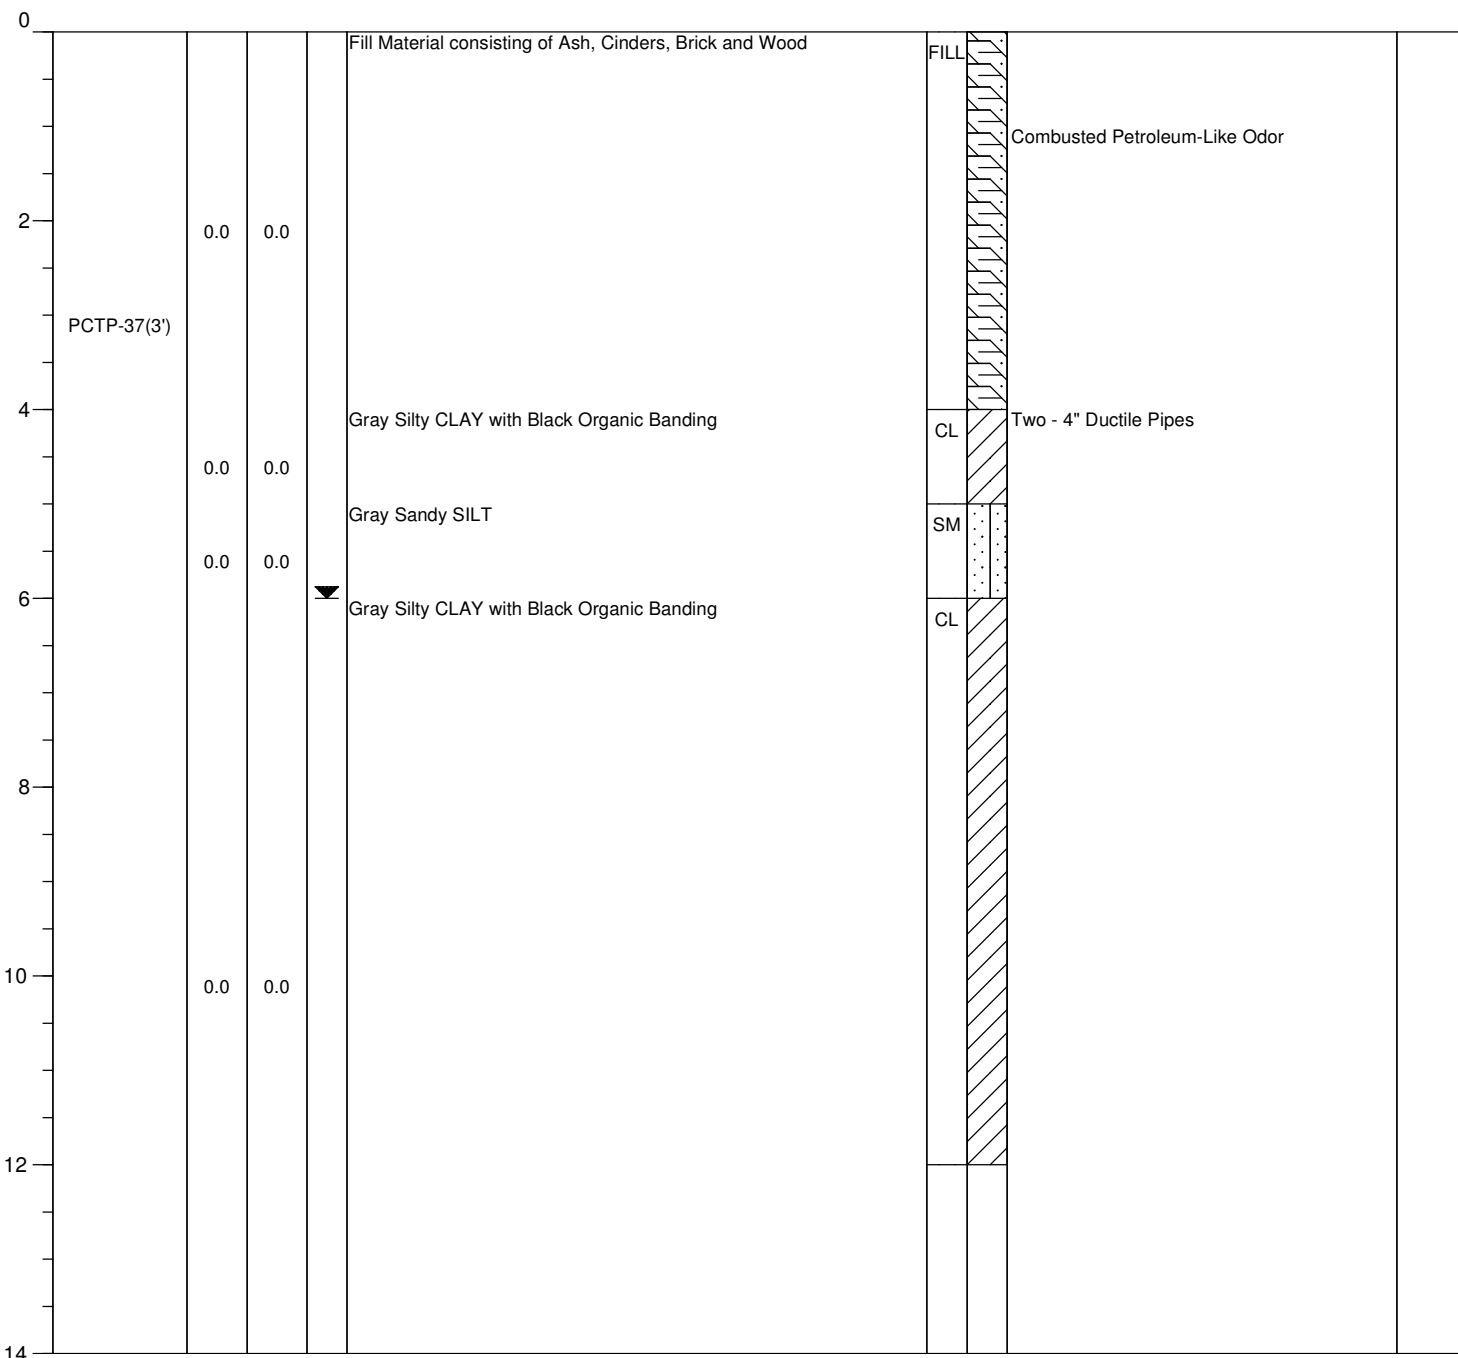 0
Fill Material consisting of Ash, Cinders, Brick and Wood
FILL
Combusted Petroleum-Like Odor
2
0.0 0.0
PCTP-37(3')
4
Gray Silty CLAY with Black Organic Banding
CL
Two - 4" Ductile Pipes
0.0 0.0
Gray Sandy SILT
SM
0.0 0.0
6
Gray Silty CLAY with Black Organic Banding
CL
8
10
0.0 0.0
12
14